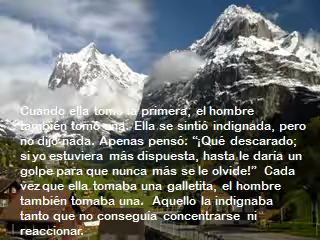 Cuando ella tomó la primera, el hombre
también tomó una. Ella se sintió indignada, pero
no dijo nada. Apenas pensó: “¡Qué descarado;
si yo estuviera más dispuesta, hasta le daría un
golpe para que nunca más se le olvide!” Cada
vez que ella tomaba una galletita, el hombre
también tomaba una. Aquello la indignaba
tanto que no conseguía concentrarse ni
reaccionar.